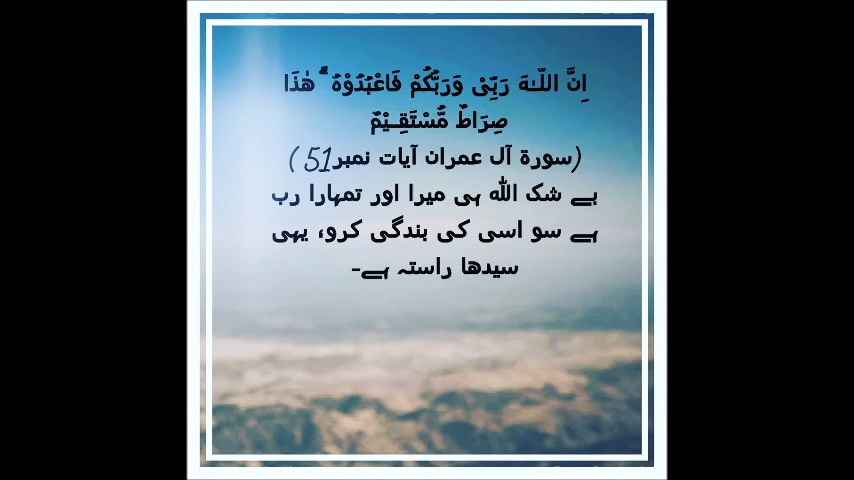 اِنَّ اللّـٰهَ رَبِّىْ وَرَبُّكُمْ فَاعْبُدُوْهُ ۗ هٰذَا
صِرَاطٌ مُّسْتَقِـيْمٌ
(سورة آل عمران آیات نمبر51)
بے شک اللہ ہی میرا اور تمہارا رب
ہے سو اسی کی بندگی کرو، یہی
سیدھا راستہ ہے۔